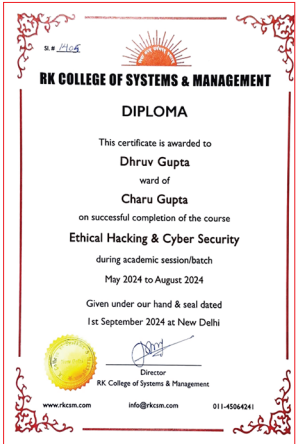 Sl. # 1405
RK COLLEGE OF SYSTEMS & MANAGEMENT
DIPLOMA
This certificate is awarded to
Dhruv Gupta
ward of
Charu Gupta
on successful completion of the course
Ethical Hacking & Cyber Security
during academic session/batch
May 2024 to August 2024
Given under our hand & seal dated
1st September 2024 at New Delhi
Director
RK College of Systems & Management
www.rkcsm.com info@rkcsm.com 011-45064241